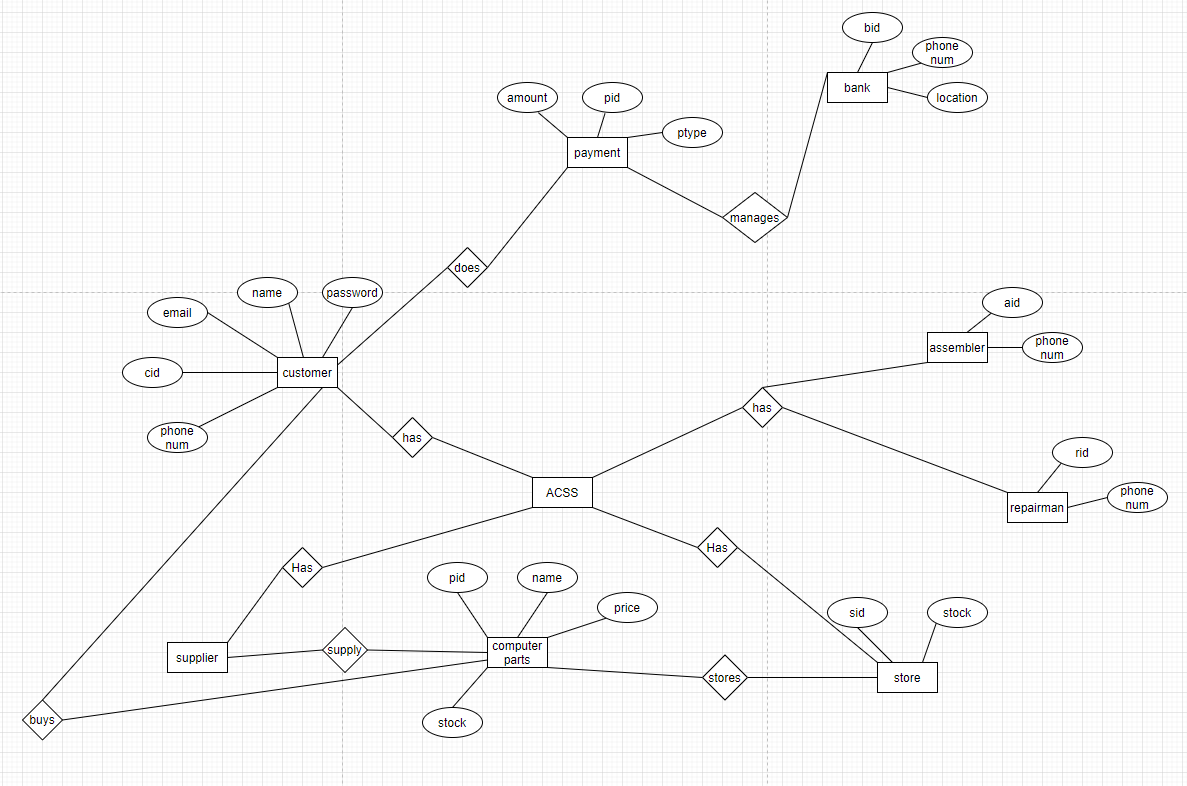 bid
phone
num
bank
location
amount
pid
ptype
payment
manages
does
name
password
email
customer
cid
phone
num
has
aid
assembler
phone
num
has
rid
phone
num
repairman
ACSS
Has
Has
pid
name
price
sid
stock
supplier
supply
computer
parts
stores
store
buys
stock